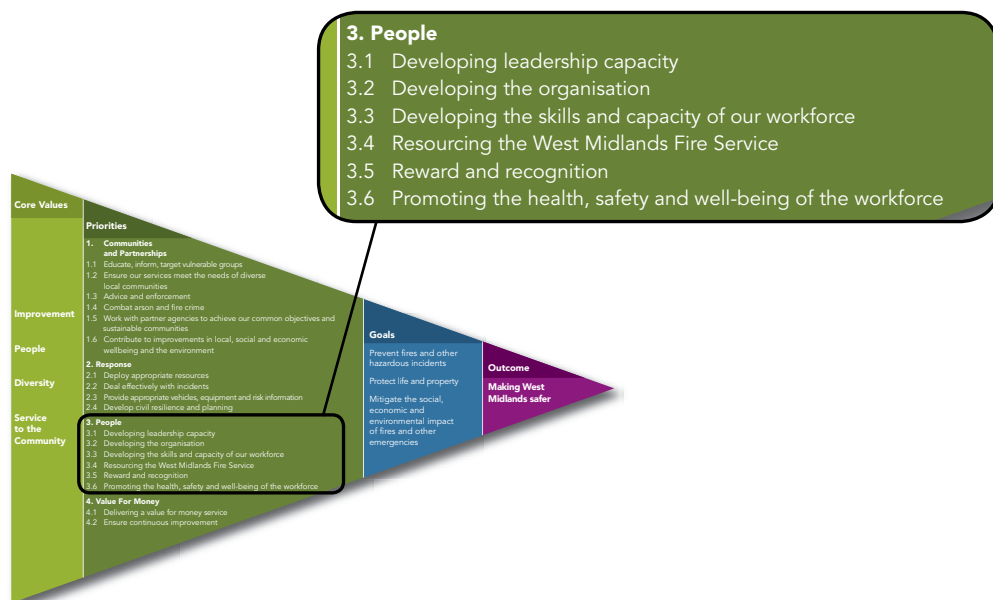 3. People
3.1 Developing leadership capacity
3.2 Developing the organisation
3.3 Developing the skills and capacity of our workforce
3.4 Resourcing the West Midlands Fire Service
3.5 Reward and recognition
3.6 Promoting the health, safety and well-being of the workforce
Core Values
Improvement
People
Diversity
Service
to the
Community
Priorities
1. Communities
and Partnerships
1.1 Educate, inform, target vulnerable groups
1.2 Ensure our services meet the needs of diverse
local communities
1.3 Advice and enforcement
1.4 Combat arson and fire crime
1.5 Work with partner agencies to achieve our common objectives and
sustainable communities
1.6 Contribute to improvements in local, social and economic
wellbeing and the environment
2. Response
2.1 Deploy appropriate resources
2.2 Deal effectively with incidents
2.3 Provide appropriate vehicles, equipment and risk information
2.4 Develop civil resilience and planning
3. People
3.1 Developing leadership capacity
3.2 Developing the organisation
3.3 Developing the skills and capacity of our workforce
3.4 Resourcing the West Midlands Fire Service
3.5 Reward and recognition
3.6 Promoting the health, safety and well-being of the workforce
4. Value For Money
4.1 Delivering a value for money service
4.2 Ensure continuous improvement
Goals
Prevent fires and other
hazardous incidents
Protect life and property
Mitigate the social,
economic and
environmental impact
of fires and other
emergencies
Outcome
Making West
Midlands safer